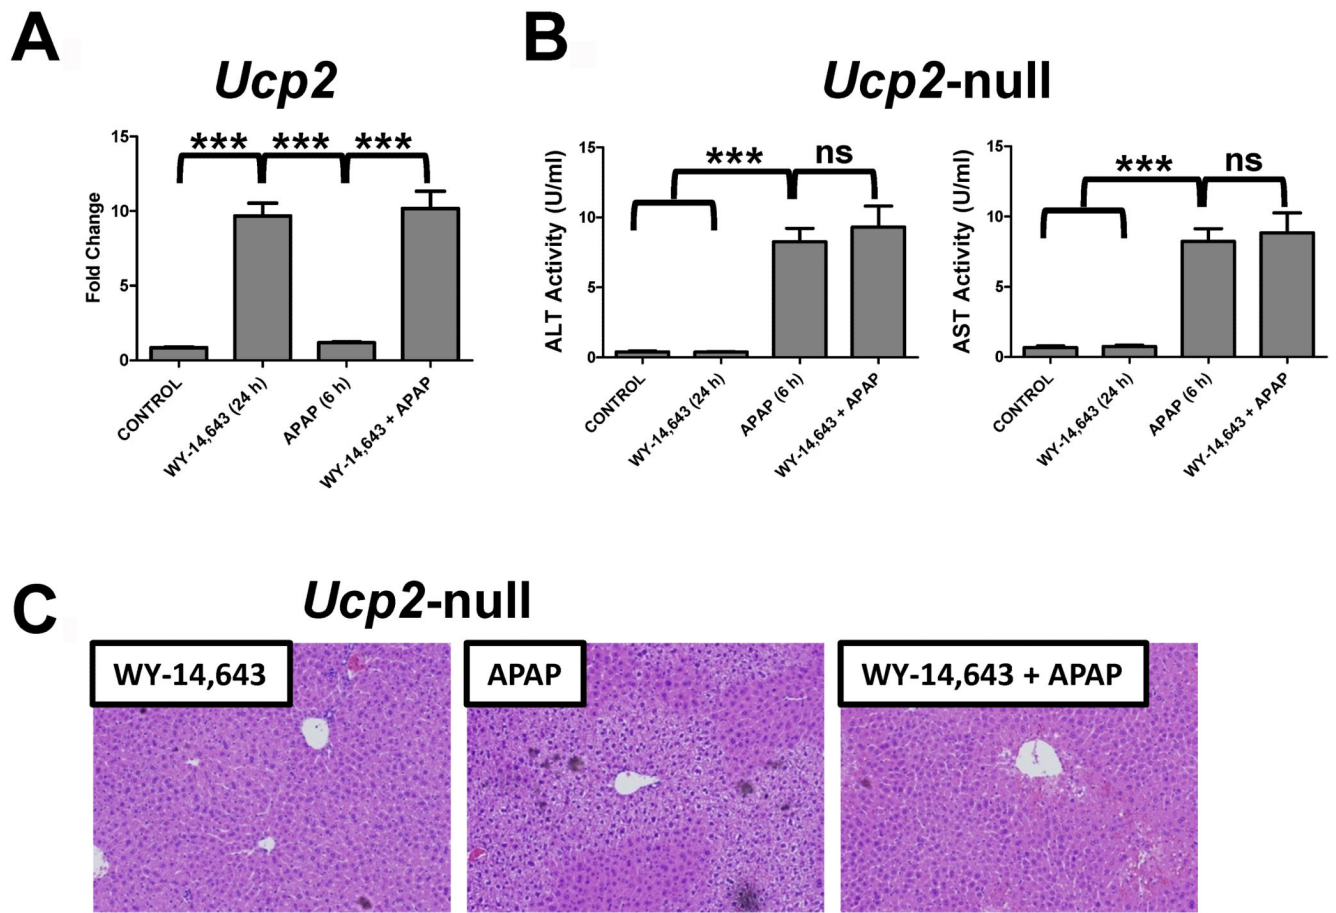 A
Ucp2
15
10
5
0
Fold Change
***
***
***
CONTROL
WY-14,643 (24 h)
APAP (6 h)
WY-14,643 + APAP
B
Ucp2-null
15
10
5
0
ALT Activity (U/ml)
***
ns
CONTROL
WY-14,643 (24 h)
APAP (6 h)
WY-14,643 + APAP
15
10
5
0
AST Activity (U/ml)
***
ns
CONTROL
WY-14,643 (24 h)
APAP (6 h)
WY-14,643 + APAP
C
Ucp2-null
WY-14,643
APAP
WY-14,643 + APAP